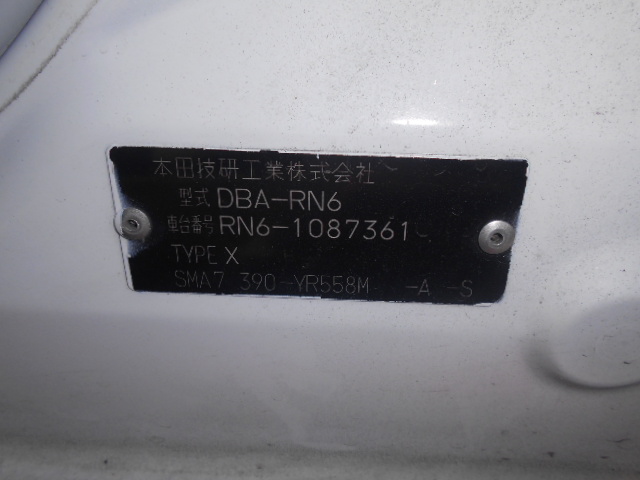 本田技研工業株式会社
型式 DBA-RN6
車台番号 RN6-1087361
TYPE X
SMA7 390-YR558M -A -S